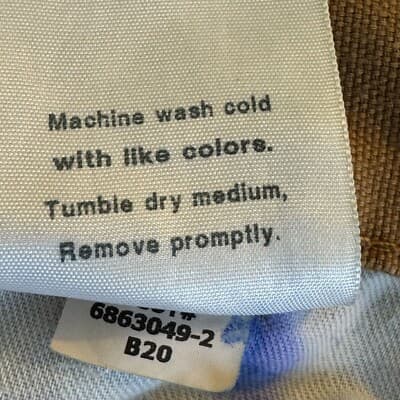 Machine wash cold
with like colors.
Tumble dry medium,
Remove promptly.
6863049-2
B20